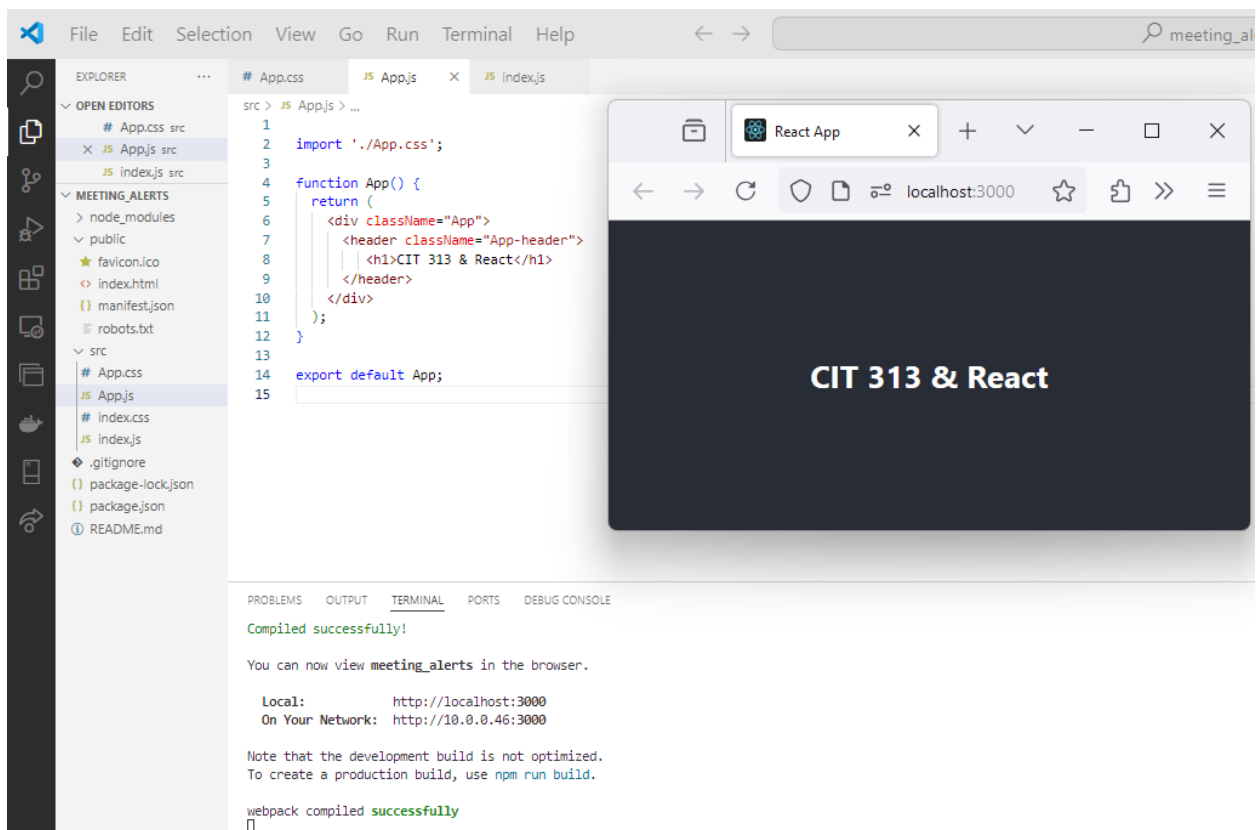 File Edit Selection View Go Run Terminal Help
meeting_al
EXPLORER ...
OPEN EDITORS
# App.css src
JS App.js src
JS index.js src
MEETING_ALERTS
node_modules
public
favicon.ico
<> index.html
{} manifest.json
robots.txt
src
# App.css
JS App.js
# index.css
JS index.js
.gitignore
{} package-lock.json
{} package.json
README.md
# App.css JS App.js JS index.js
src > JS App.js > ...
1
2 import './App.css';
3
4 function App() {
5 return (
6 <div className="App">
7 <header className="App-header">
8 <h1>CIT 313 & React</h1>
9 </header>
10 </div>
11 );
12 }
13
14 export default App;
15
React App
localhost:3000
CIT 313 & React
PROBLEMS OUTPUT TERMINAL PORTS DEBUG CONSOLE
Compiled successfully!
You can now view meeting_alerts in the browser.
Local: http://localhost:3000
On Your Network: http://10.0.0.46:3000
Note that the development build is not optimized.
To create a production build, use npm run build.
webpack compiled successfully